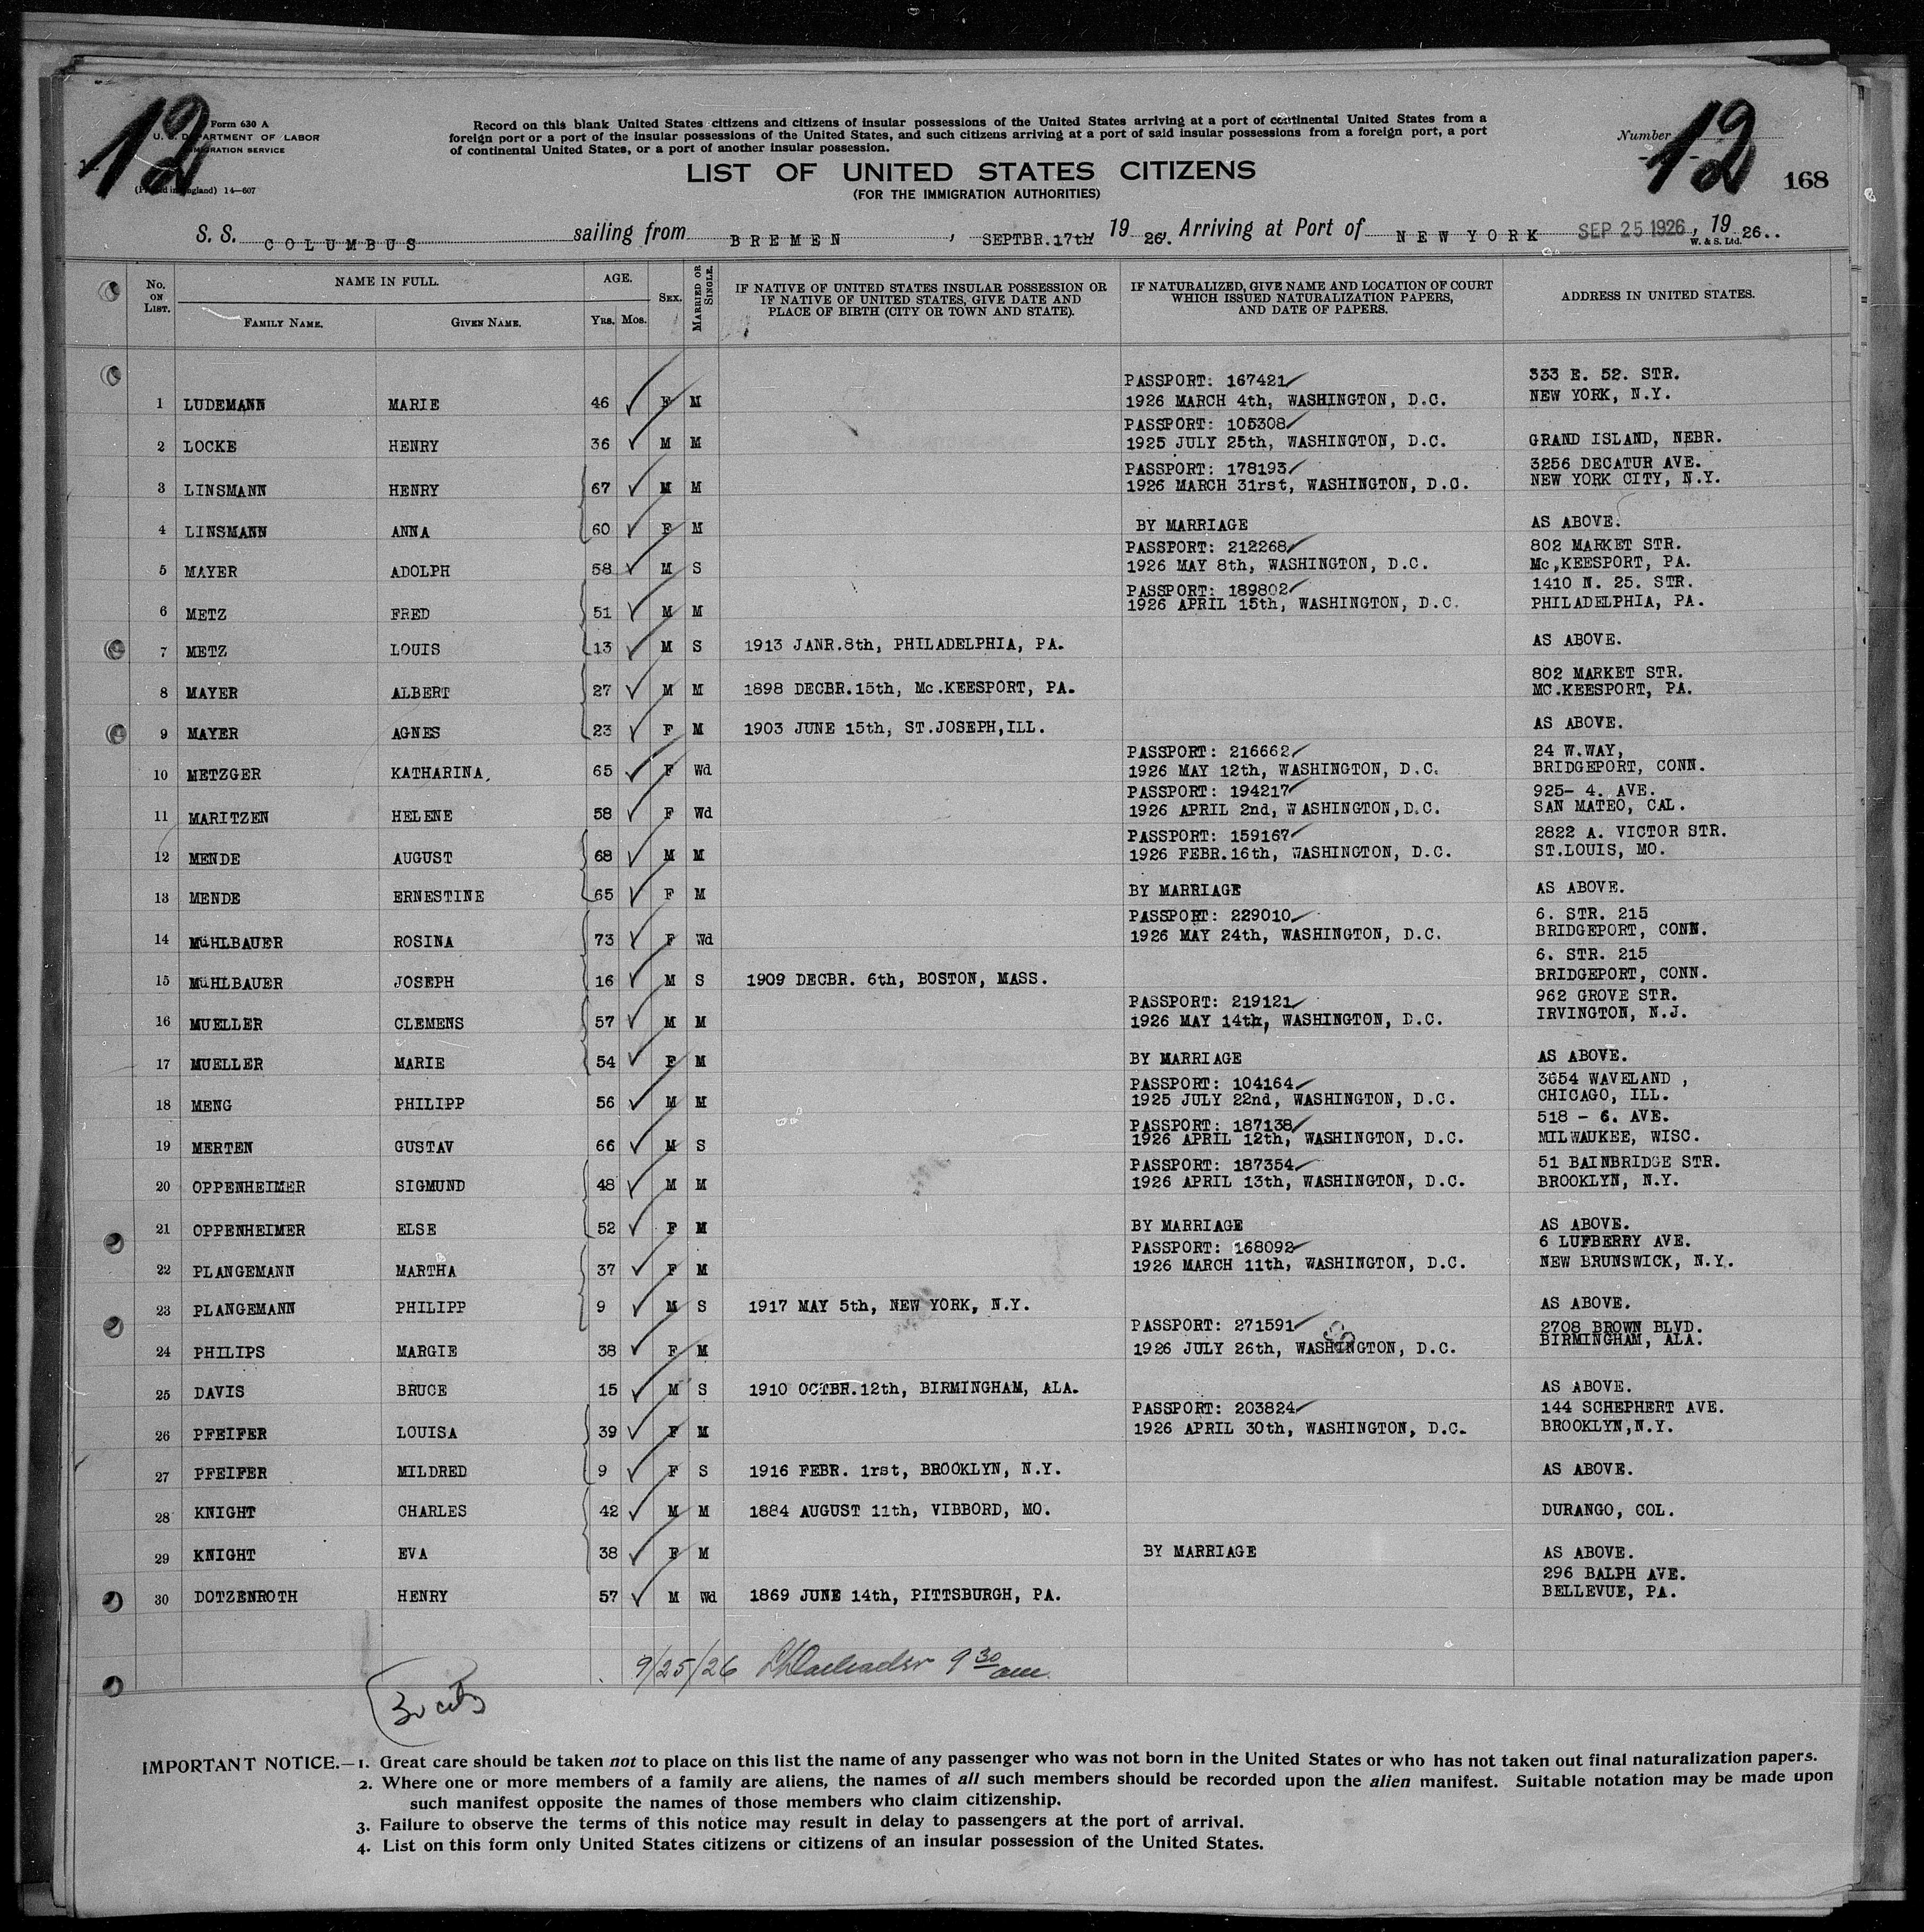 12
Form 630 A
U. S. DEPARTMENT OF LABOR
IMMIGRATION SERVICE
(Printed in England) 14—607
Record on this blank United States citizens and citizens of insular possessions of the United States arriving at a port of continental United States from a
foreign port or a port of the insular possessions of the United States, and such citizens arriving at a port of said insular possessions from a foreign port, a port
of continental United States, or a port of another insular possession.
Number
12
168
LIST OF UNITED STATES CITIZENS
(FOR THE IMMIGRATION AUTHORITIES)
S. S. COLUMBUS sailing from BREMEN, SEPTBR.17th, 1926. Arriving at Port of NEW YORK SEP 25 1926, 1926..
W. & S. Ltd.
No. ON LIST. NAME IN FULL. AGE. SEX. MARRIED OR SINGLE. IF NATIVE OF UNITED STATES INSULAR POSSESSION OR IF NATIVE OF UNITED STATES, GIVE DATE AND PLACE OF BIRTH (CITY OR TOWN AND STATE). IF NATURALIZED, GIVE NAME AND LOCATION OF COURT WHICH ISSUED NATURALIZATION PAPERS, AND DATE OF PAPERS. ADDRESS IN UNITED STATES.
FAMILY NAME. GIVEN NAME. YRS. MOS.
PASSPORT: 167421 333 E. 52. STR.
1 LUDEMANN MARIE 46 F M 1926 MARCH 4th, WASHINGTON, D.C. NEW YORK, N.Y.
PASSPORT: 105308
2 LOCKE HENRY 36 M M 1925 JULY 25th, WASHINGTON, D.C. GRAND ISLAND, NEBR.
PASSPORT: 178193 3256 DECATUR AVE.
3 LINSMANN HENRY 67 M M 1926 MARCH 31rst, WASHINGTON, D.C. NEW YORK CITY, N.Y.
4 LINSMANN ANNA 60 F M BY MARRIAGE AS ABOVE.
PASSPORT: 212268 802 MARKET STR.
5 MAYER ADOLPH 58 M S 1926 MAY 8th, WASHINGTON, D.C. Mc,KEESPORT, PA.
PASSPORT: 189802 1410 N. 25. STR.
6 METZ FRED 51 M M 1926 APRIL 15th, WASHINGTON, D.C. PHILADELPHIA, PA.
7 METZ LOUIS 13 M S 1913 JANR.8th, PHILADELPHIA, PA. AS ABOVE.
802 MARKET STR.
8 MAYER ALBERT 27 M M 1898 DECBR.15th, Mc.KEESPORT, PA. MC.KEESPORT, PA.
9 MAYER AGNES 23 F M 1903 JUNE 15th, ST.JOSEPH,ILL. AS ABOVE.
PASSPORT: 216662 24 W.WAY,
10 METZGER KATHARINA, 65 F Wd 1926 MAY 12th, WASHINGTON, D.C. BRIDGEPORT, CONN.
PASSPORT: 194217 925- 4. AVE.
11 MARITZEN HELENE 58 F Wd 1926 APRIL 2nd, WASHINGTON,D.C. SAN MATEO, CAL.
PASSPORT: 159167 2822 A. VICTOR STR.
12 MENDE AUGUST 68 M M 1926 FEBR.16th, WASHINGTON, D.C. ST.LOUIS, MO.
13 MENDE ERNESTINE 65 F M BY MARRIAGE AS ABOVE.
PASSPORT: 229010 6. STR. 215
14 MüHLBAUER ROSINA 73 F Wd 1926 MAY 24th, WASHINGTON, D.C. BRIDGEPORT, CONN.
6. STR. 215
15 MüHLBAUER JOSEPH 16 M S 1909 DECBR. 6th, BOSTON, MASS. BRIDGEPORT, CONN.
PASSPORT: 219121 962 GROVE STR.
16 MUELLER CLEMENS 57 M M 1926 MAY 14th, WASHINGTON, D.C. IRVINGTON, N.J.
17 MUELLER MARIE 54 F M BY MARRIAGE AS ABOVE.
PASSPORT: 104164 3654 WAVELAND ,
18 MENG PHILIPP 56 M M 1925 JULY 22nd, WASHINGTON, D.C. CHICAGO, ILL.
PASSPORT: 187138 518 - 6. AVE.
19 MERTEN GUSTAV 66 M S 1926 APRIL 12th, WASHINGTON, D.C. MILWAUKEE, WISC.
PASSPORT: 187354 51 BAINBRIDGE STR.
20 OPPENHEIMER SIGMUND 48 M M 1926 APRIL 13th, WASHINGTON, D.C. BROOKLYN, N.Y.
21 OPPENHEIMER ELSE 52 F M BY MARRIAGE AS ABOVE.
PASSPORT: 168092 6 LUFBERRY AVE.
22 PLANGEMANN MARTHA 37 F M 1926 MARCH 11th, WASHINGTON, D.C. NEW BRUNSWICK, N.Y.
23 PLANGEMANN PHILIPP 9 M S 1917 MAY 5th, NEW YORK, N.Y. AS ABOVE.
PASSPORT: 271591 2708 BROWN BLVD.
24 PHILIPS MARGIE 38 F M 1926 JULY 26th, WASHINGTON, D.C. BIRMINGHAM, ALA.
25 DAVIS BRUCE 15 M S 1910 OCTBR.12th, BIRMINGHAM, ALA. AS ABOVE.
PASSPORT: 203824 144 SCHEPHERT AVE.
26 PFEIFER LOUISA 39 F M 1926 APRIL 30th, WASHINGTON, D.C. BROOKLYN,N.Y.
27 PFEIFER MILDRED 9 F S 1916 FEBR. 1rst, BROOKLYN, N.Y. AS ABOVE.
28 KNIGHT CHARLES 42 M M 1884 AUGUST 11th, VIBBORD, MO. DURANGO, COL.
29 KNIGHT EVA 38 F M BY MARRIAGE AS ABOVE.
296 BALPH AVE.
30 DOTZENROTH HENRY 57 M Wd 1869 JUNE 14th, PITTSBURGH, PA. BELLEVUE, PA.
9/25/26 9 30 am.
IMPORTANT NOTICE.—1. Great care should be taken not to place on this list the name of any passenger who was not born in the United States or who has not taken out final naturalization papers.
2. Where one or more members of a family are aliens, the names of all such members should be recorded upon the alien manifest. Suitable notation may be made upon
such manifest opposite the names of those members who claim citizenship.
3. Failure to observe the terms of this notice may result in delay to passengers at the port of arrival.
4. List on this form only United States citizens or citizens of an insular possession of the United States.